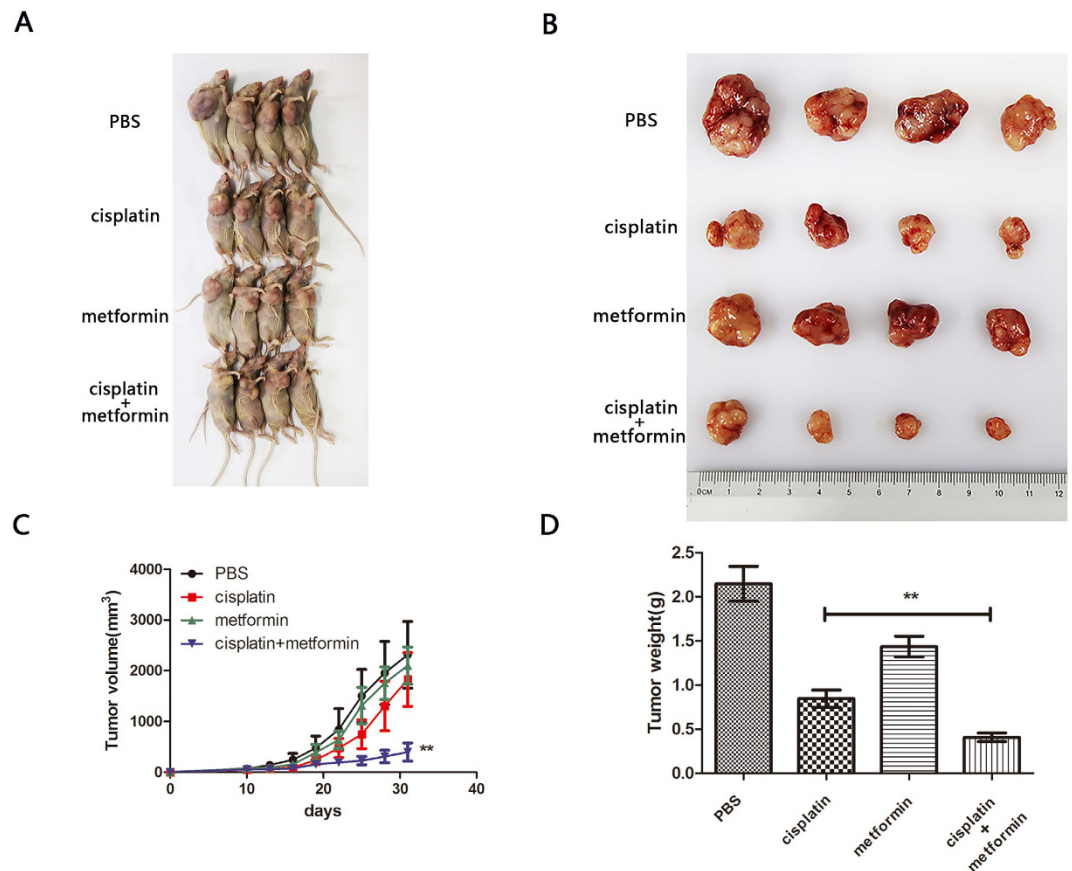 A
PBS
cisplatin
metformin
cisplatin
+
metformin
B
PBS
cisplatin
metformin
cisplatin
+
metformin
0CM 1 2 3 4 5 6 7 8 9 10 11 12
C
Tumor volume(mm³)
4000
3000
2000
1000
0
PBS
cisplatin
metformin
cisplatin+metformin
**
0 10 20 30 40
days
D
Tumor weight(g)
2.5
2.0
1.5
1.0
0.5
0.0
**
PBS
cisplatin
metformin
cisplatin
+
metformin